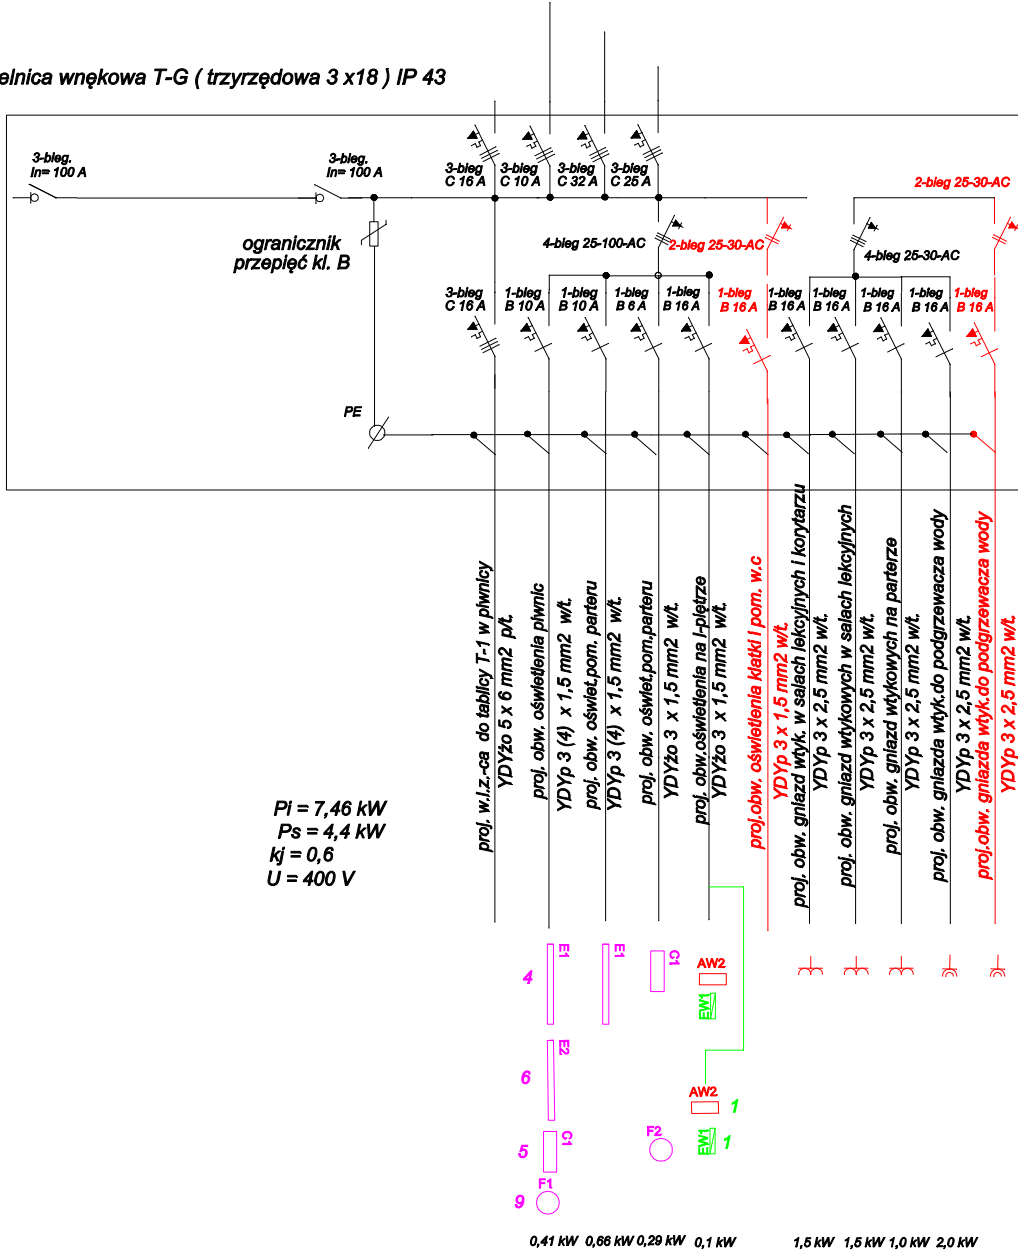 elnica wnękowa T-G ( trzyrzędowa 3 x18 ) IP 43
3-bieg.
In= 100 A
3-bieg.
In= 100 A
3-bieg
C 16 A
3-bieg
C 10 A
3-bieg
C 32 A
3-bieg
C 25 A
2-bieg 25-30-AC
ogranicznik
przepięć kl. B
4-bieg 25-100-AC
2-bieg 25-30-AC
4-bieg 25-30-AC
3-bieg
C 16 A
1-bieg
B 10 A
1-bieg
B 10 A
1-bieg
B 6 A
1-bieg
B 16 A
1-bieg
B 16 A
1-bieg
B 16 A
1-bieg
B 16 A
1-bieg
B 16 A
1-bieg
B 16 A
1-bieg
B 16 A
PE
proj. w.l.z.-ca do tablicy T-1 w piwnicy
YDYżo 5 x 6 mm2 p/t.
proj. obw. oświetlenia piwnic
YDYp 3 (4) x 1,5 mm2 w/t.
proj. obw. oświet.pom. parteru
YDYp 3 (4) x 1,5 mm2 w/t.
proj. obw. oświet.pom.parteru
YDYżo 3 x 1,5 mm2 w/t.
proj. obw.oświetlenia na I-piętrze
YDYżo 3 x 1,5 mm2 w/t.
proj.obw. oświetlenia klatki i pom. w.c
YDYp 3 x 1,5 mm2 w/t.
proj. obw. gniazd wtyk. w salach lekcyjnych i korytarzu
YDYp 3 x 2,5 mm2 w/t.
proj. obw. gniazd wtykowych w salach lekcyjnych
YDYp 3 x 2,5 mm2 w/t.
proj. obw. gniazd wtykowych na parterze
YDYp 3 x 2,5 mm2 w/t.
proj. obw. gniazda wtyk.do podgrzewacza wody
YDYp 3 x 2,5 mm2 w/t.
proj.obw. gniazda wtyk.do podgrzewacza wody
YDYp 3 x 2,5 mm2 w/t.
Pi = 7,46 kW
Ps = 4,4 kW
kj = 0,6
U = 400 V
4
E1
E1
C1
AW2
EW1
6
E2
AW2
1
5
C1
F2
EW1
1
9
F1
0,41 kW
0,66 kW
0,29 kW
0,1 kW
1,5 kW
1,5 kW
1,0 kW
2,0 kW